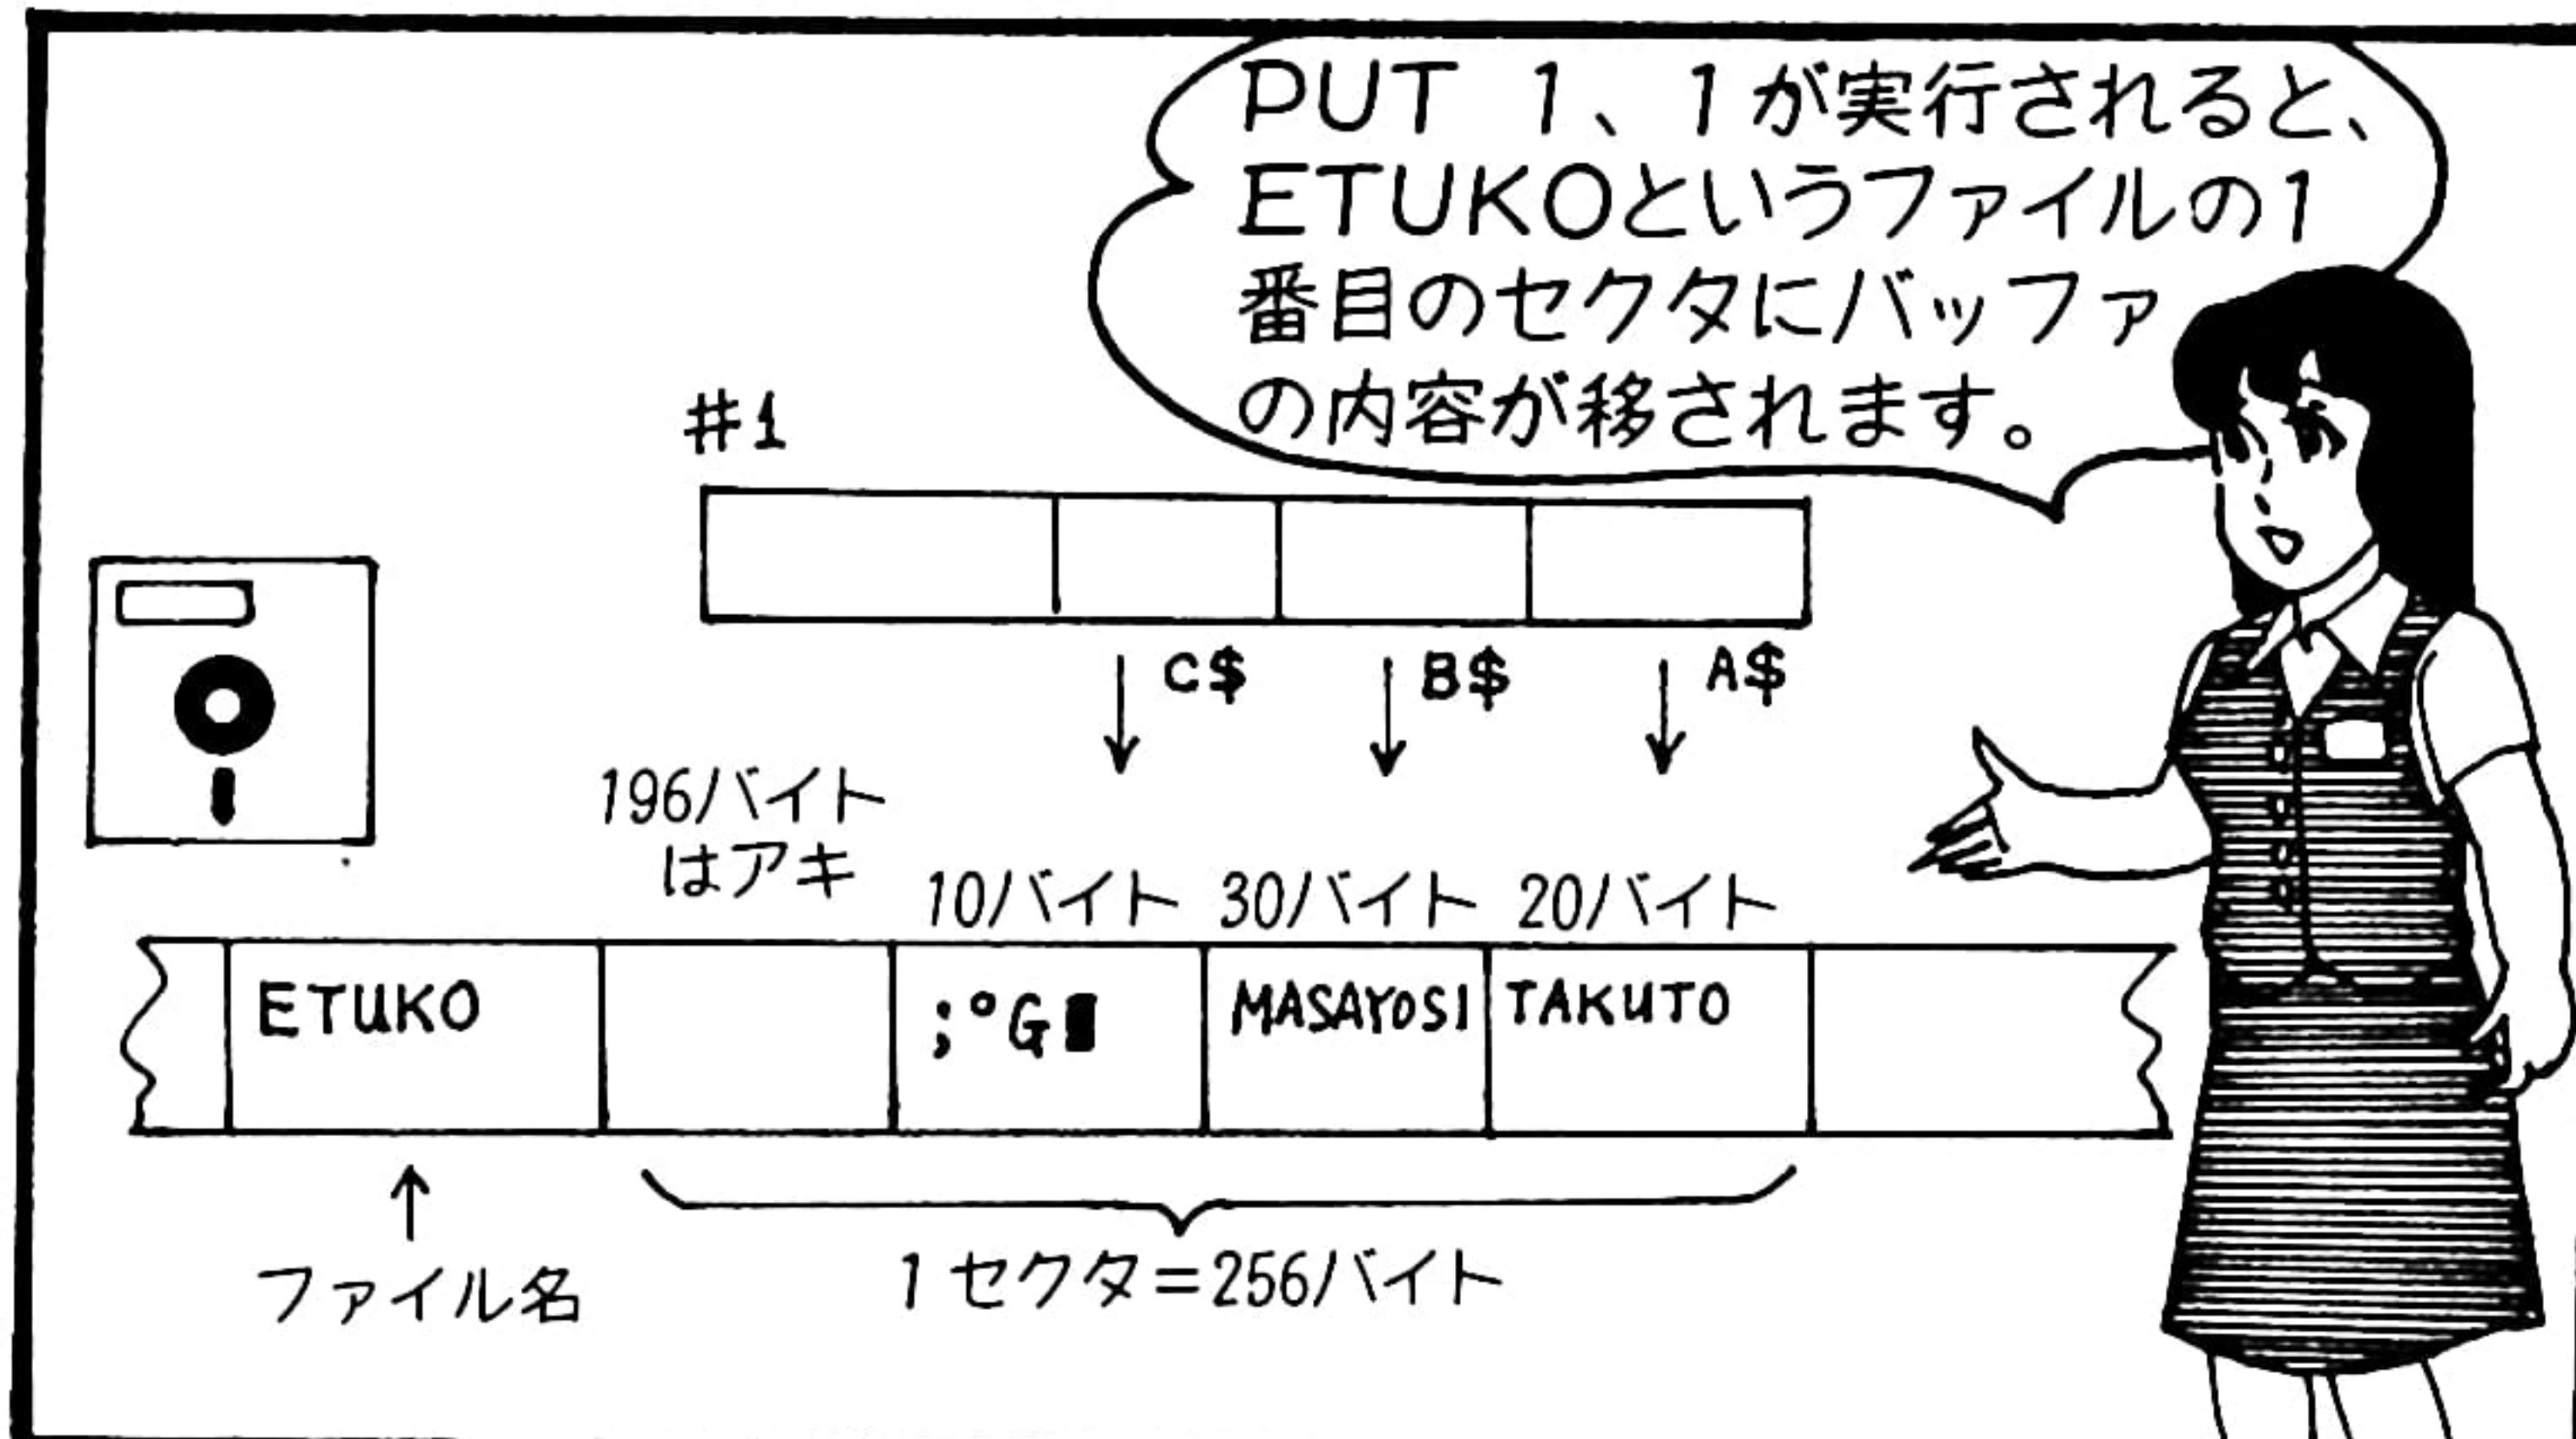 PUT 1、1が実行されると、
ETUKOというファイルの1
番目のセクタにバッファ
の内容が移されます。
#1
C$ B$ A$
196バイト
はアキ
10バイト 30バイト 20バイト
ETUKO ;°G■ MASAYOSI TAKUTO
↑
ファイル名
1セクタ=256バイト